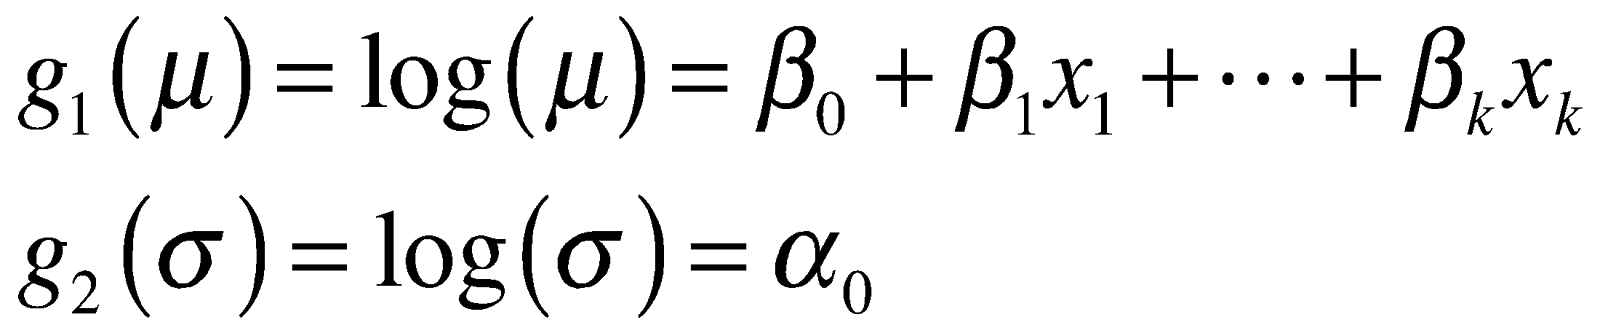 g₁(μ) = log(μ) = β₀ + β₁x₁ + ⋯ + βₖxₖ
g₂(σ) = log(σ) = α₀